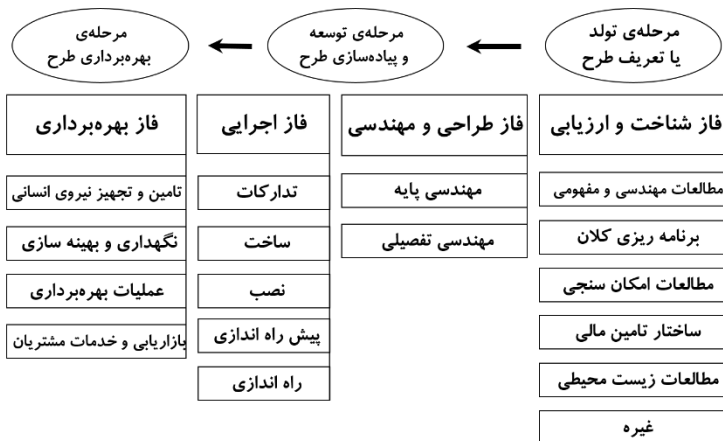 مرحله‌ی تولد
یا تعریف طرح
مرحله‌ی توسعه
و پیاده‌سازی طرح
مرحله‌ی
بهره‌برداری طرح
فاز شناخت و ارزیابی
مطالعات مهندسی و مفهومی
برنامه ریزی کلان
مطالعات امکان سنجی
ساختار تامین مالی
مطالعات زیست محیطی
غیره
فاز طراحی و مهندسی
مهندسی پایه
مهندسی تفصیلی
فاز اجرایی
تدارکات
ساخت
نصب
پیش راه اندازی
راه اندازی
فاز بهره‌برداری
تامین و تجهیز نیروی انسانی
نگهداری و بهینه سازی
عملیات بهره‌برداری
بازاریابی و خدمات مشتریان